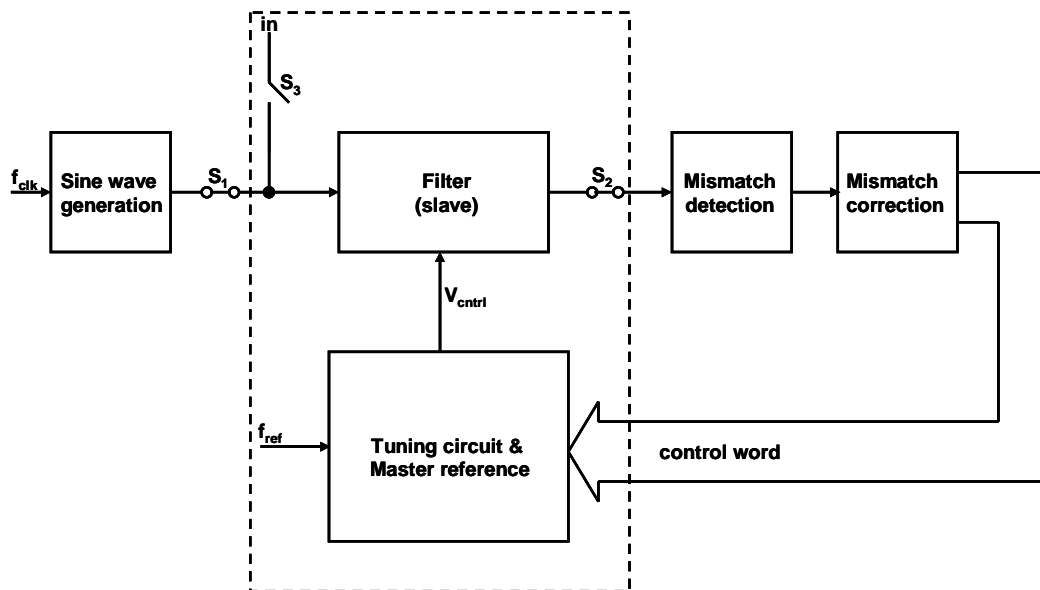 in
S3
fclk
Sine wave
generation
S1
Filter
(slave)
S2
Mismatch
detection
Mismatch
correction
Vcntrl
fref
Tuning circuit &
Master reference
control word